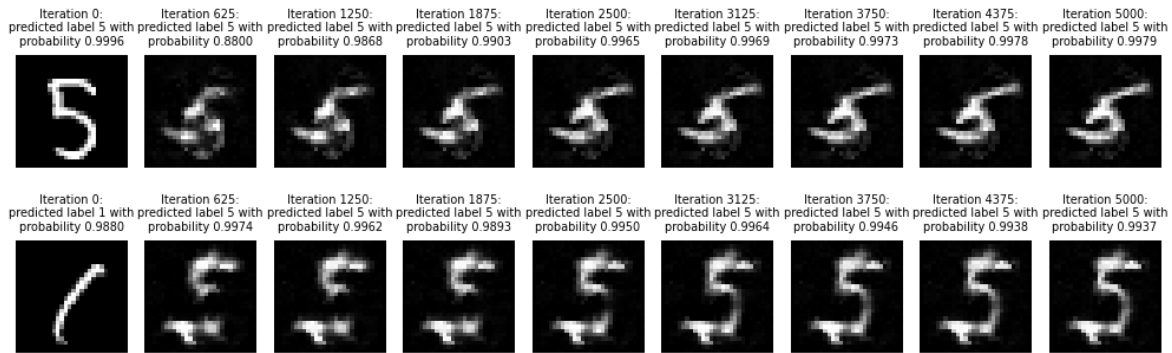 Iteration 0:
predicted label 5 with
probability 0.9996
Iteration 625:
predicted label 5 with
probability 0.8800
Iteration 1250:
predicted label 5 with
probability 0.9868
Iteration 1875:
predicted label 5 with
probability 0.9903
Iteration 2500:
predicted label 5 with
probability 0.9965
Iteration 3125:
predicted label 5 with
probability 0.9969
Iteration 3750:
predicted label 5 with
probability 0.9973
Iteration 4375:
predicted label 5 with
probability 0.9978
Iteration 5000:
predicted label 5 with
probability 0.9979
5
Iteration 0:
predicted label 1 with
probability 0.9880
Iteration 625:
predicted label 5 with
probability 0.9974
Iteration 1250:
predicted label 5 with
probability 0.9962
Iteration 1875:
predicted label 5 with
probability 0.9893
Iteration 2500:
predicted label 5 with
probability 0.9950
Iteration 3125:
predicted label 5 with
probability 0.9964
Iteration 3750:
predicted label 5 with
probability 0.9946
Iteration 4375:
predicted label 5 with
probability 0.9938
Iteration 5000:
predicted label 5 with
probability 0.9937
1 5 5 5 5 5